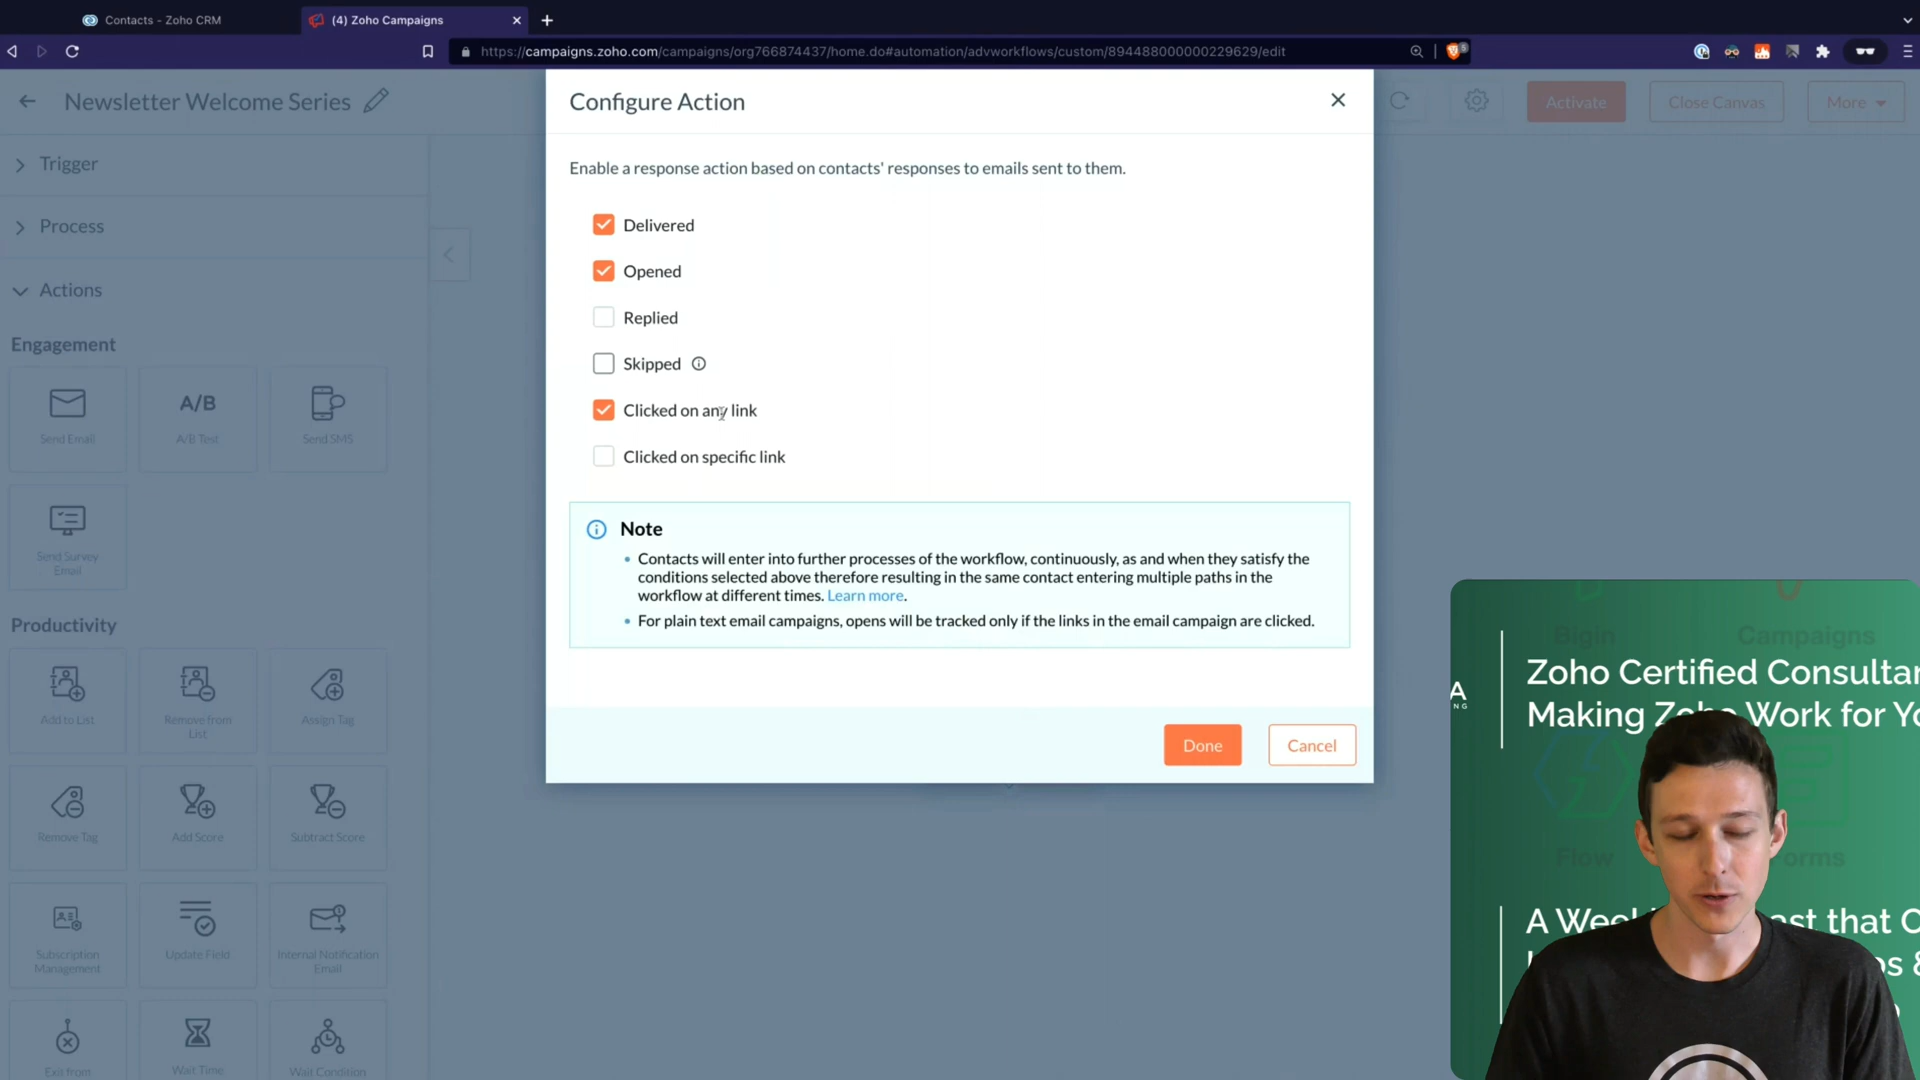 Contacts - Zoho CRM
(4) Zoho Campaigns
https://campaigns.zoho.com/campaigns/org766874437/home.do#automation/advworkflows/custom/894488000000229629/edit
Newsletter Welcome Series
Activate
Close Canvas
More
Trigger
Process
Actions
Engagement
Send Email
A/B
A/B Test
Send SMS
Send Survey
Email
Productivity
Add to List
Remove from
List
Assign Tag
Remove Tag
Add Score
Subtract Score
Subscription
Management
Update Field
Internal Notification
Email
Exit from
Wait Time
Wait Condition
Configure Action
Enable a response action based on contacts' responses to emails sent to them.
Delivered
Opened
Replied
Skipped
Clicked on any link
Clicked on specific link
Note
• Contacts will enter into further processes of the workflow, continuously, as and when they satisfy the
conditions selected above therefore resulting in the same contact entering multiple paths in the
workflow at different times. Learn more.
• For plain text email campaigns, opens will be tracked only if the links in the email campaign are clicked.
Done
Cancel
Bigin
Campaigns
Zoho Certified
Making Zoho Work for
Flow
A
that